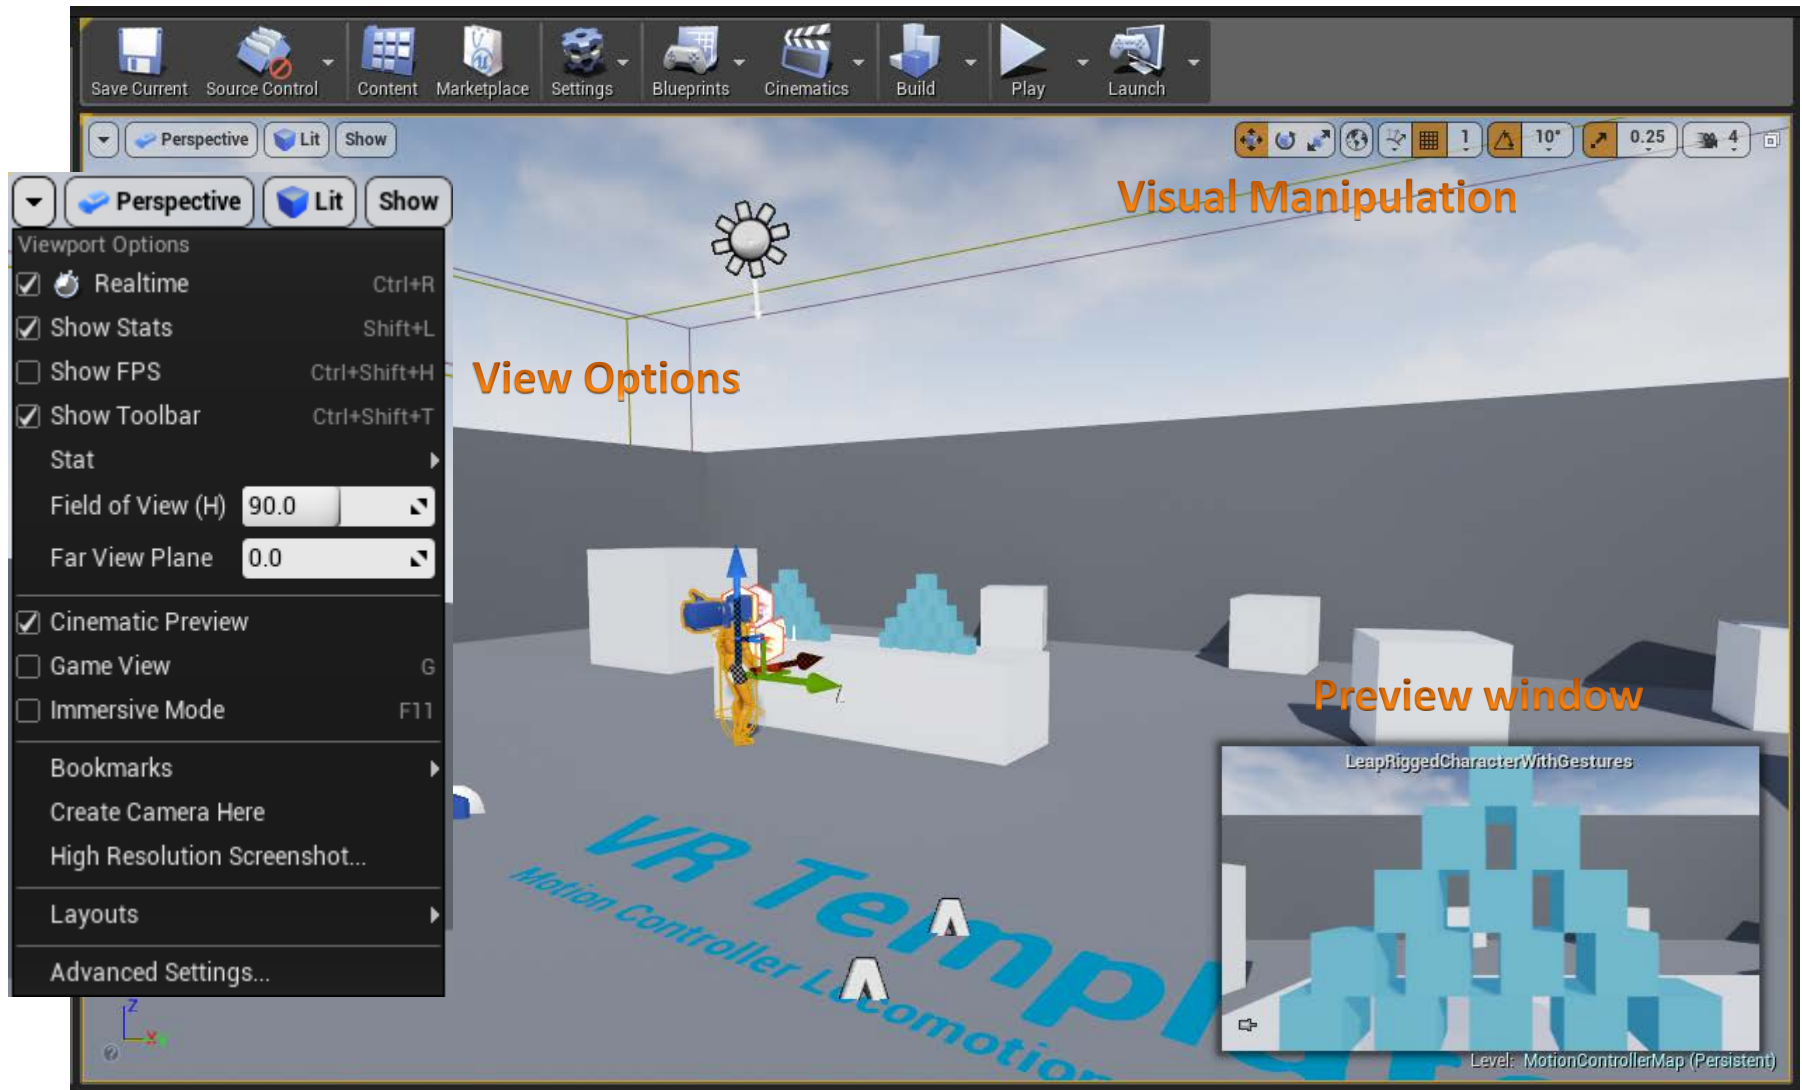 Save Current Source Control Content Marketplace Settings Blueprints Cinematics Build Play Launch
Perspective Lit Show
1 10° 0.25 4
Visual Manipulation
Perspective Lit Show
Viewport Options
Realtime Ctrl+R
Show Stats Shift+L
Show FPS Ctrl+Shift+H
Show Toolbar Ctrl+Shift+T
Stat
Field of View (H) 90.0
Far View Plane 0.0
Cinematic Preview
Game View G
Immersive Mode F11
Bookmarks
Create Camera Here
High Resolution Screenshot...
Layouts
Advanced Settings...
View Options
Preview window
LeapRiggedCharacterWithGestures
VR Templ
Motion Controller Locomotion
Z
X
Level: MotionControllerMap (Persistent)